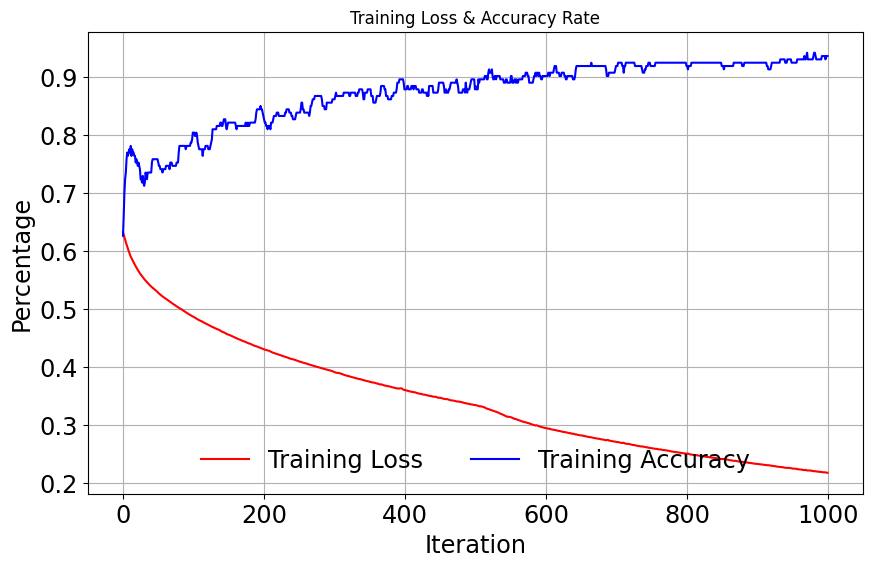 Training Loss & Accuracy Rate
Percentage
0.9
0.8
0.7
0.6
0.5
0.4
0.3
0.2
Training Loss
Training Accuracy
0 200 400 600 800 1000
Iteration